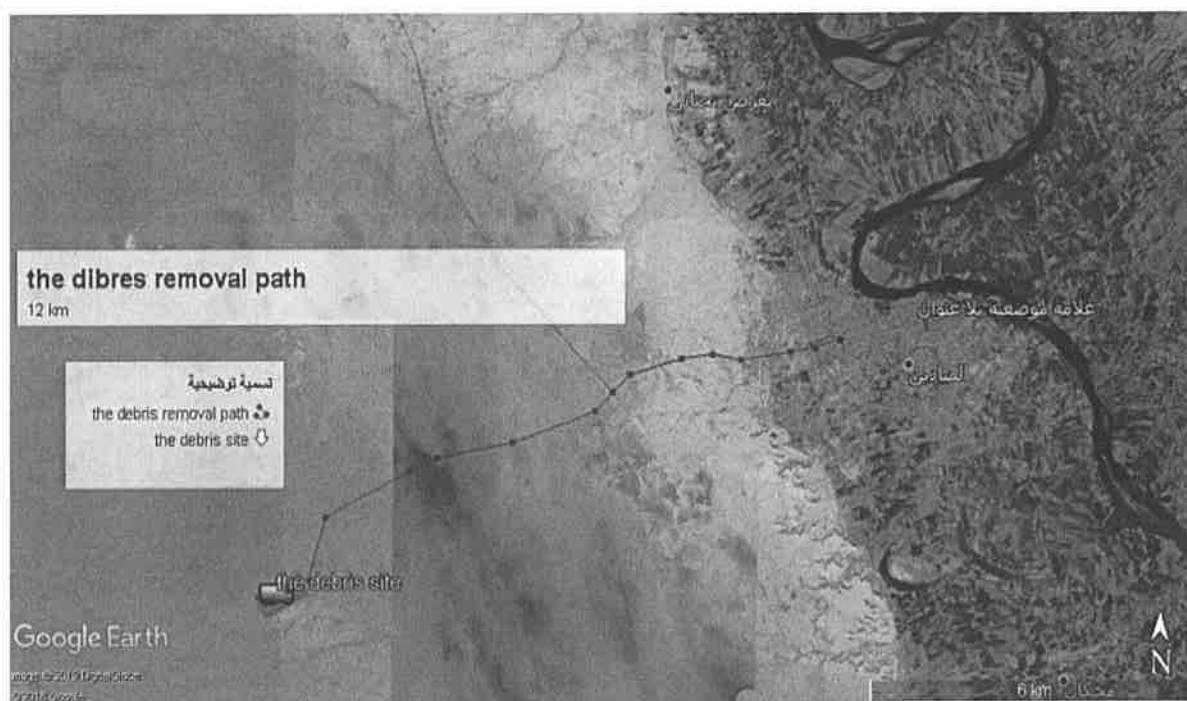 the dibres removal path
12 km
تسمية توضيحية
the debris removal path
the debris site
علامة موضعية بلا عنوان
the debris site
Google Earth
6 km
N